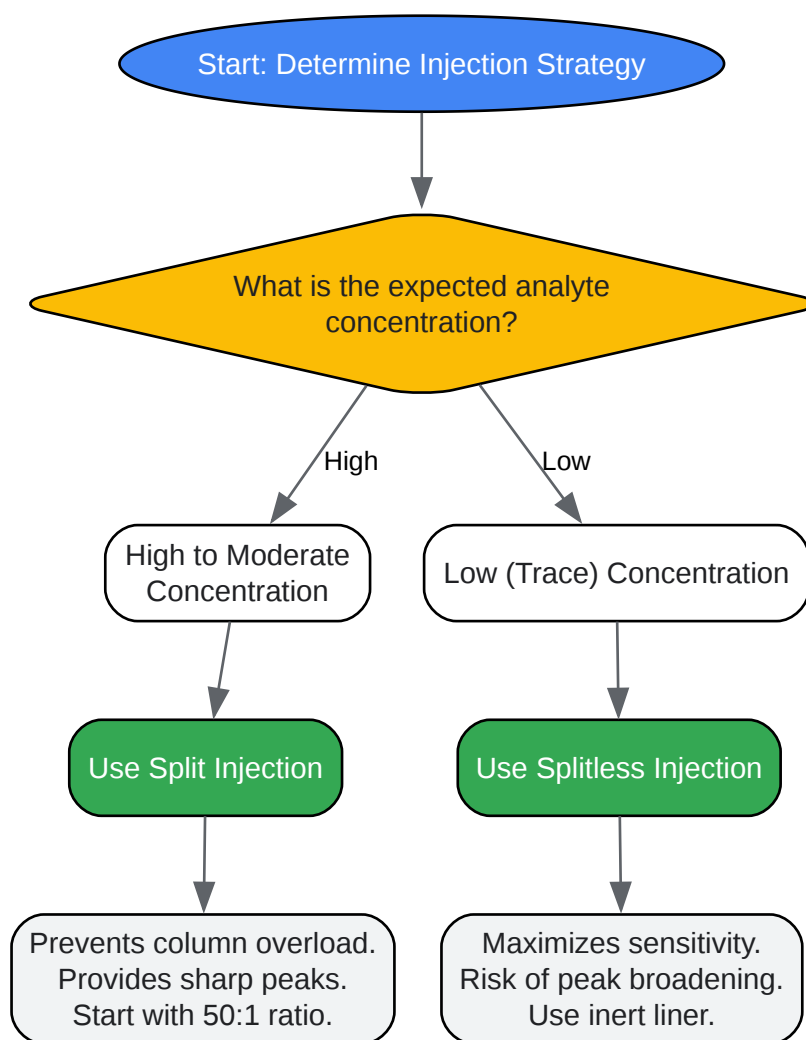 Start: Determine Injection Strategy
What is the expected analyte
concentration?
High
Low
High to Moderate
Concentration
Low (Trace) Concentration
Use Split Injection
Use Splitless Injection
Prevents column overload.
Provides sharp peaks.
Start with 50:1 ratio.
Maximizes sensitivity.
Risk of peak broadening.
Use inert liner.